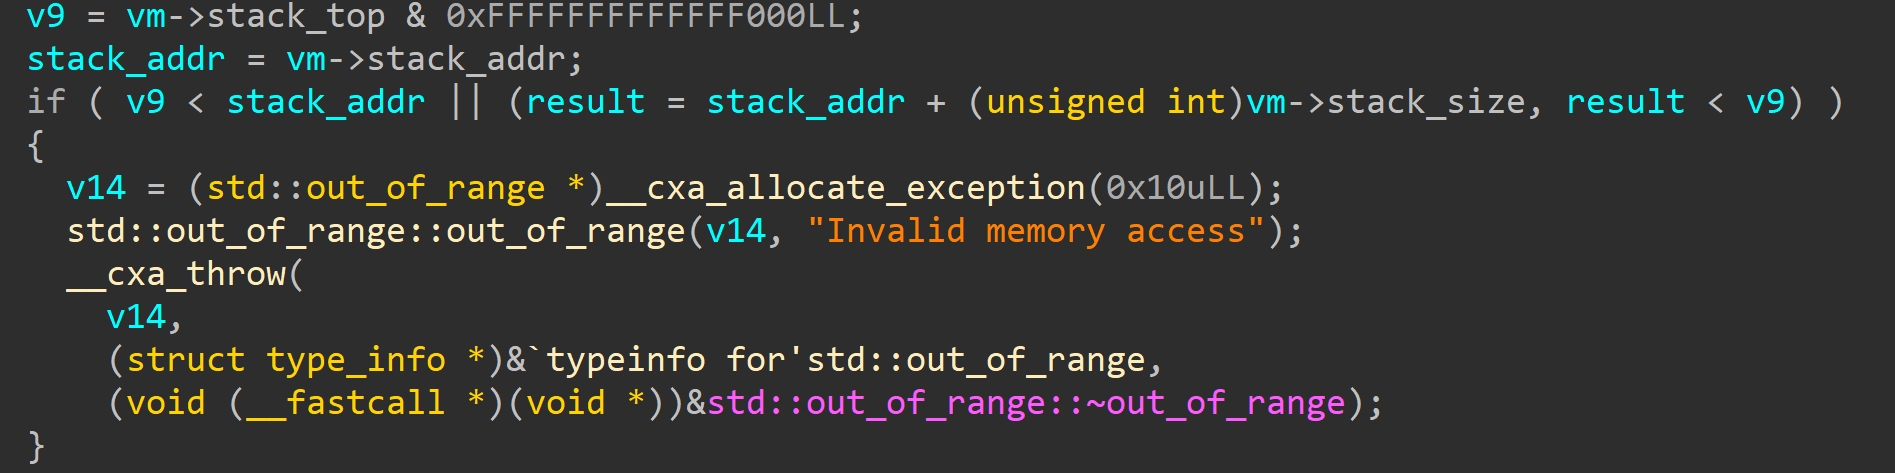 v9 = vm->stack_top & 0xFFFFFFFFFFFFF000LL;
stack_addr = vm->stack_addr;
if ( v9 < stack_addr || (result = stack_addr + (unsigned int)vm->stack_size, result < v9) )
{
v14 = (std::out_of_range *)__cxa_allocate_exception(0x10uLL);
std::out_of_range::out_of_range(v14, "Invalid memory access");
__cxa_throw(
v14,
(struct type_info *)&`typeinfo for'std::out_of_range,
(void (__fastcall *)(void *))&std::out_of_range::~out_of_range);
}